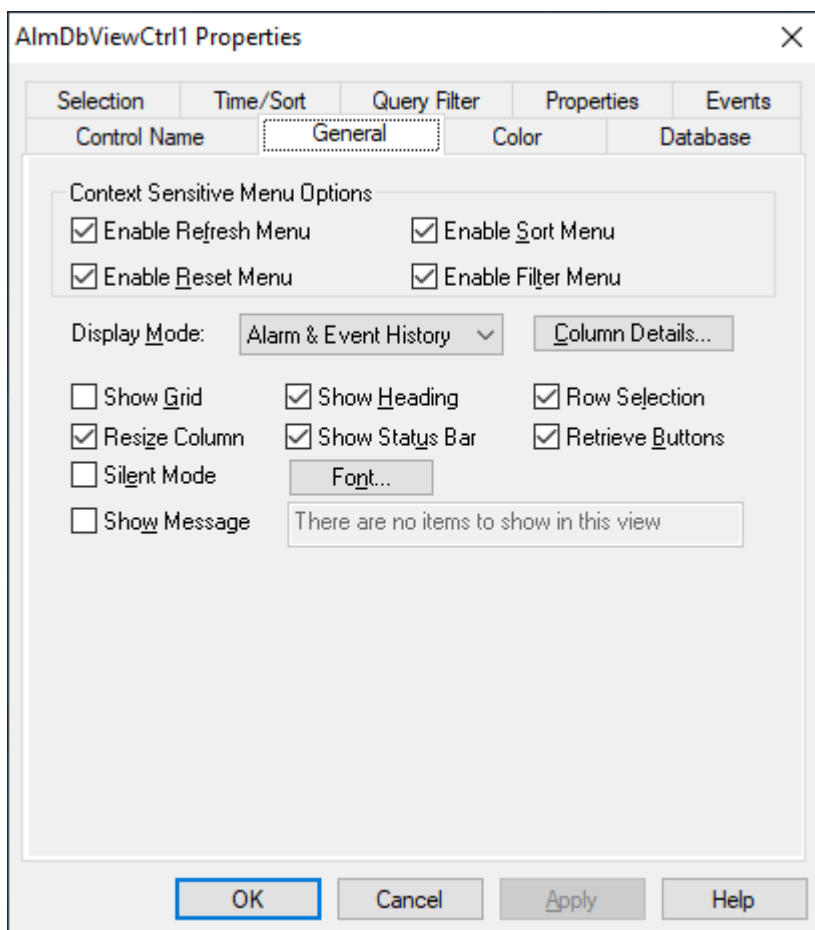 AlmDbViewCtrl1 Properties
Selection Time/Sort Query Filter Properties Events
Control Name General Color Database
Context Sensitive Menu Options
Enable Refresh Menu Enable Sort Menu
Enable Reset Menu Enable Filter Menu
Display Mode: Alarm & Event History Column Details...
Show Grid Show Heading Row Selection
Resize Column Show Status Bar Retrieve Buttons
Silent Mode Font...
Show Message There are no items to show in this view
OK Cancel Apply Help